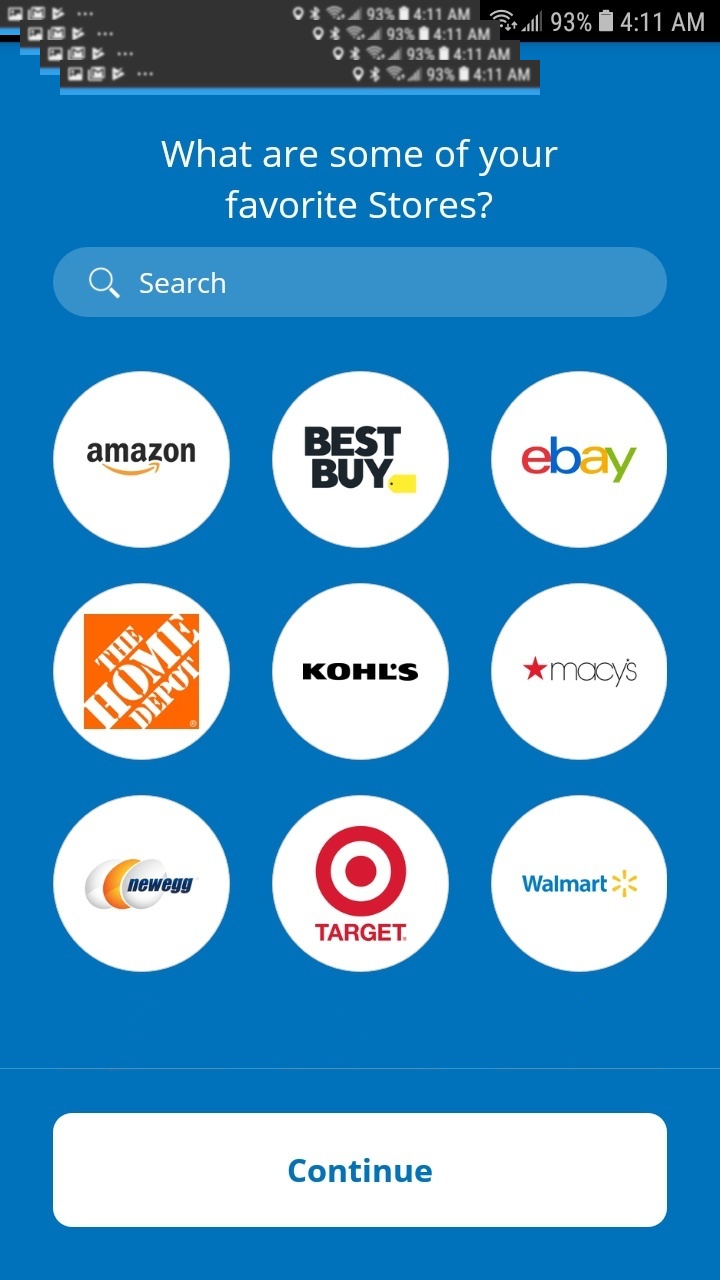 93% 4:11 AM
93% 4:11 AM
93% 4:11 AM
93% 4:11 AM
93% 4:11 AM
What are some of your
favorite Stores?
Search
amazon
BEST
BUY
ebay
THE
HOME
DEPOT
®
KOHL'S
macy's
newegg
TARGET
Walmart
Continue